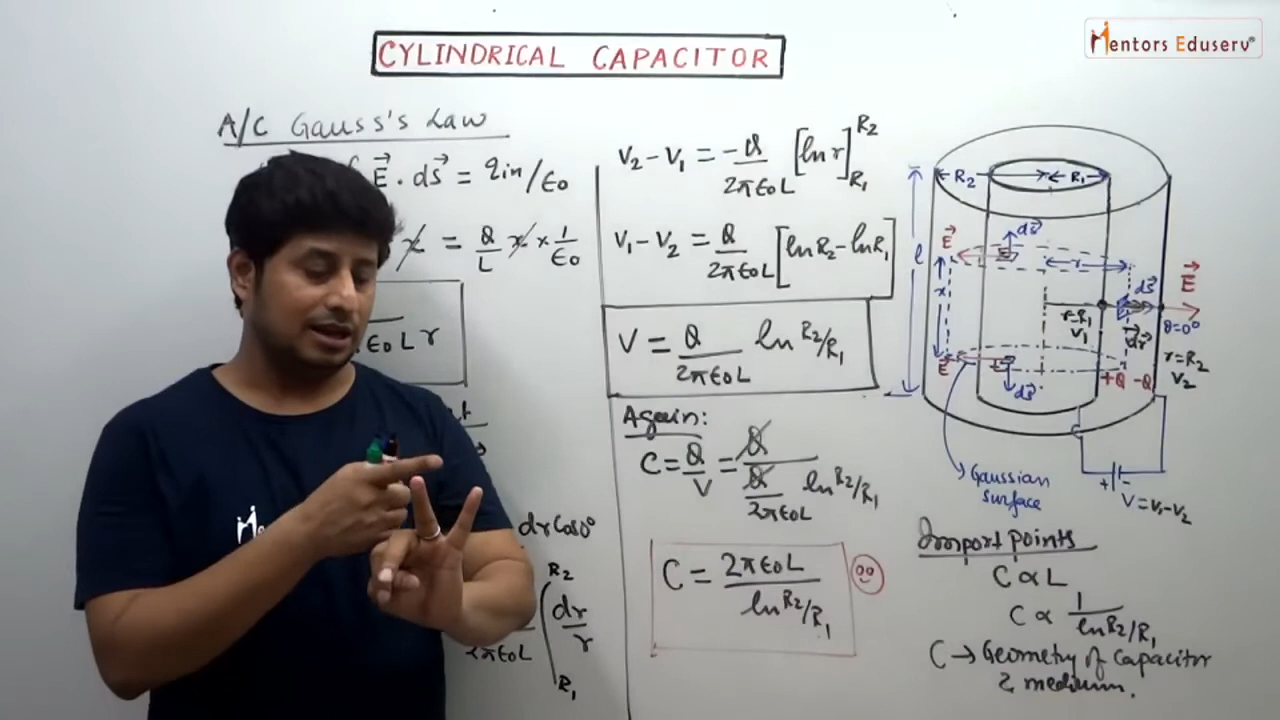 CYLINDRICAL CAPACITOR
Mentors Eduserv®
A/C Gauss's Law
E⃗ . ds⃗ = qin/ε0
x = Q/L x × 1/ε0
ε0 L r
dr Cos0°
2πε0L ∫ R1 R2 dr/r
V2 - V1 = -Q/2πε0L [ln r] R2 R1
V1 - V2 = Q/2πε0L [ln R2 - ln R1]
V = Q/2πε0L ln R2/R1
Again:
C = Q/V = Q / Q/2πε0L ln R2/R1
C = 2πε0L / ln R2/R1
R2 R1
ds⃗
E⃗
l
r
x
ds⃗
E⃗
r=R1
V1
dr⃗
θ=0°
r=R2
V2
E⃗
ds⃗
+Q -Q
Gaussian
surface
+ -
V=V1-V2
Import points
C ∝ L
C ∝ 1/ln R2/R1
C → Geometry of Capacitor
& medium.